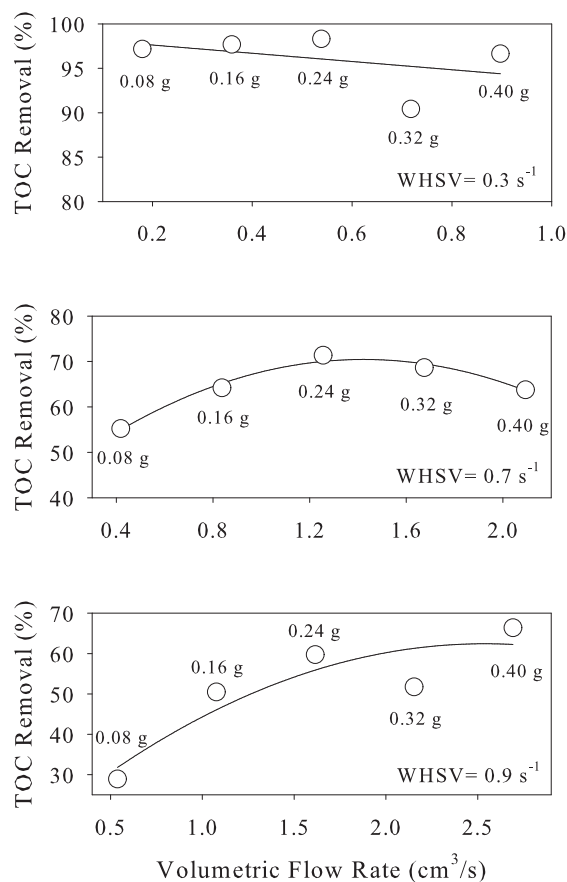 TOC Removal (%)
100
95
90
85
80
0.08 g
0.16 g
0.24 g
0.32 g
0.40 g
WHSV= 0.3 s-1
0.2
0.4
0.6
0.8
1.0
TOC Removal (%)
80
70
60
50
40
0.08 g
0.16 g
0.24 g
0.32 g
0.40 g
WHSV= 0.7 s-1
0.4
0.8
1.2
1.6
2.0
TOC Removal (%)
70
60
50
40
30
0.08 g
0.16 g
0.24 g
0.32 g
0.40 g
WHSV= 0.9 s-1
0.5
1.0
1.5
2.0
2.5
Volumetric Flow Rate (cm3/s)